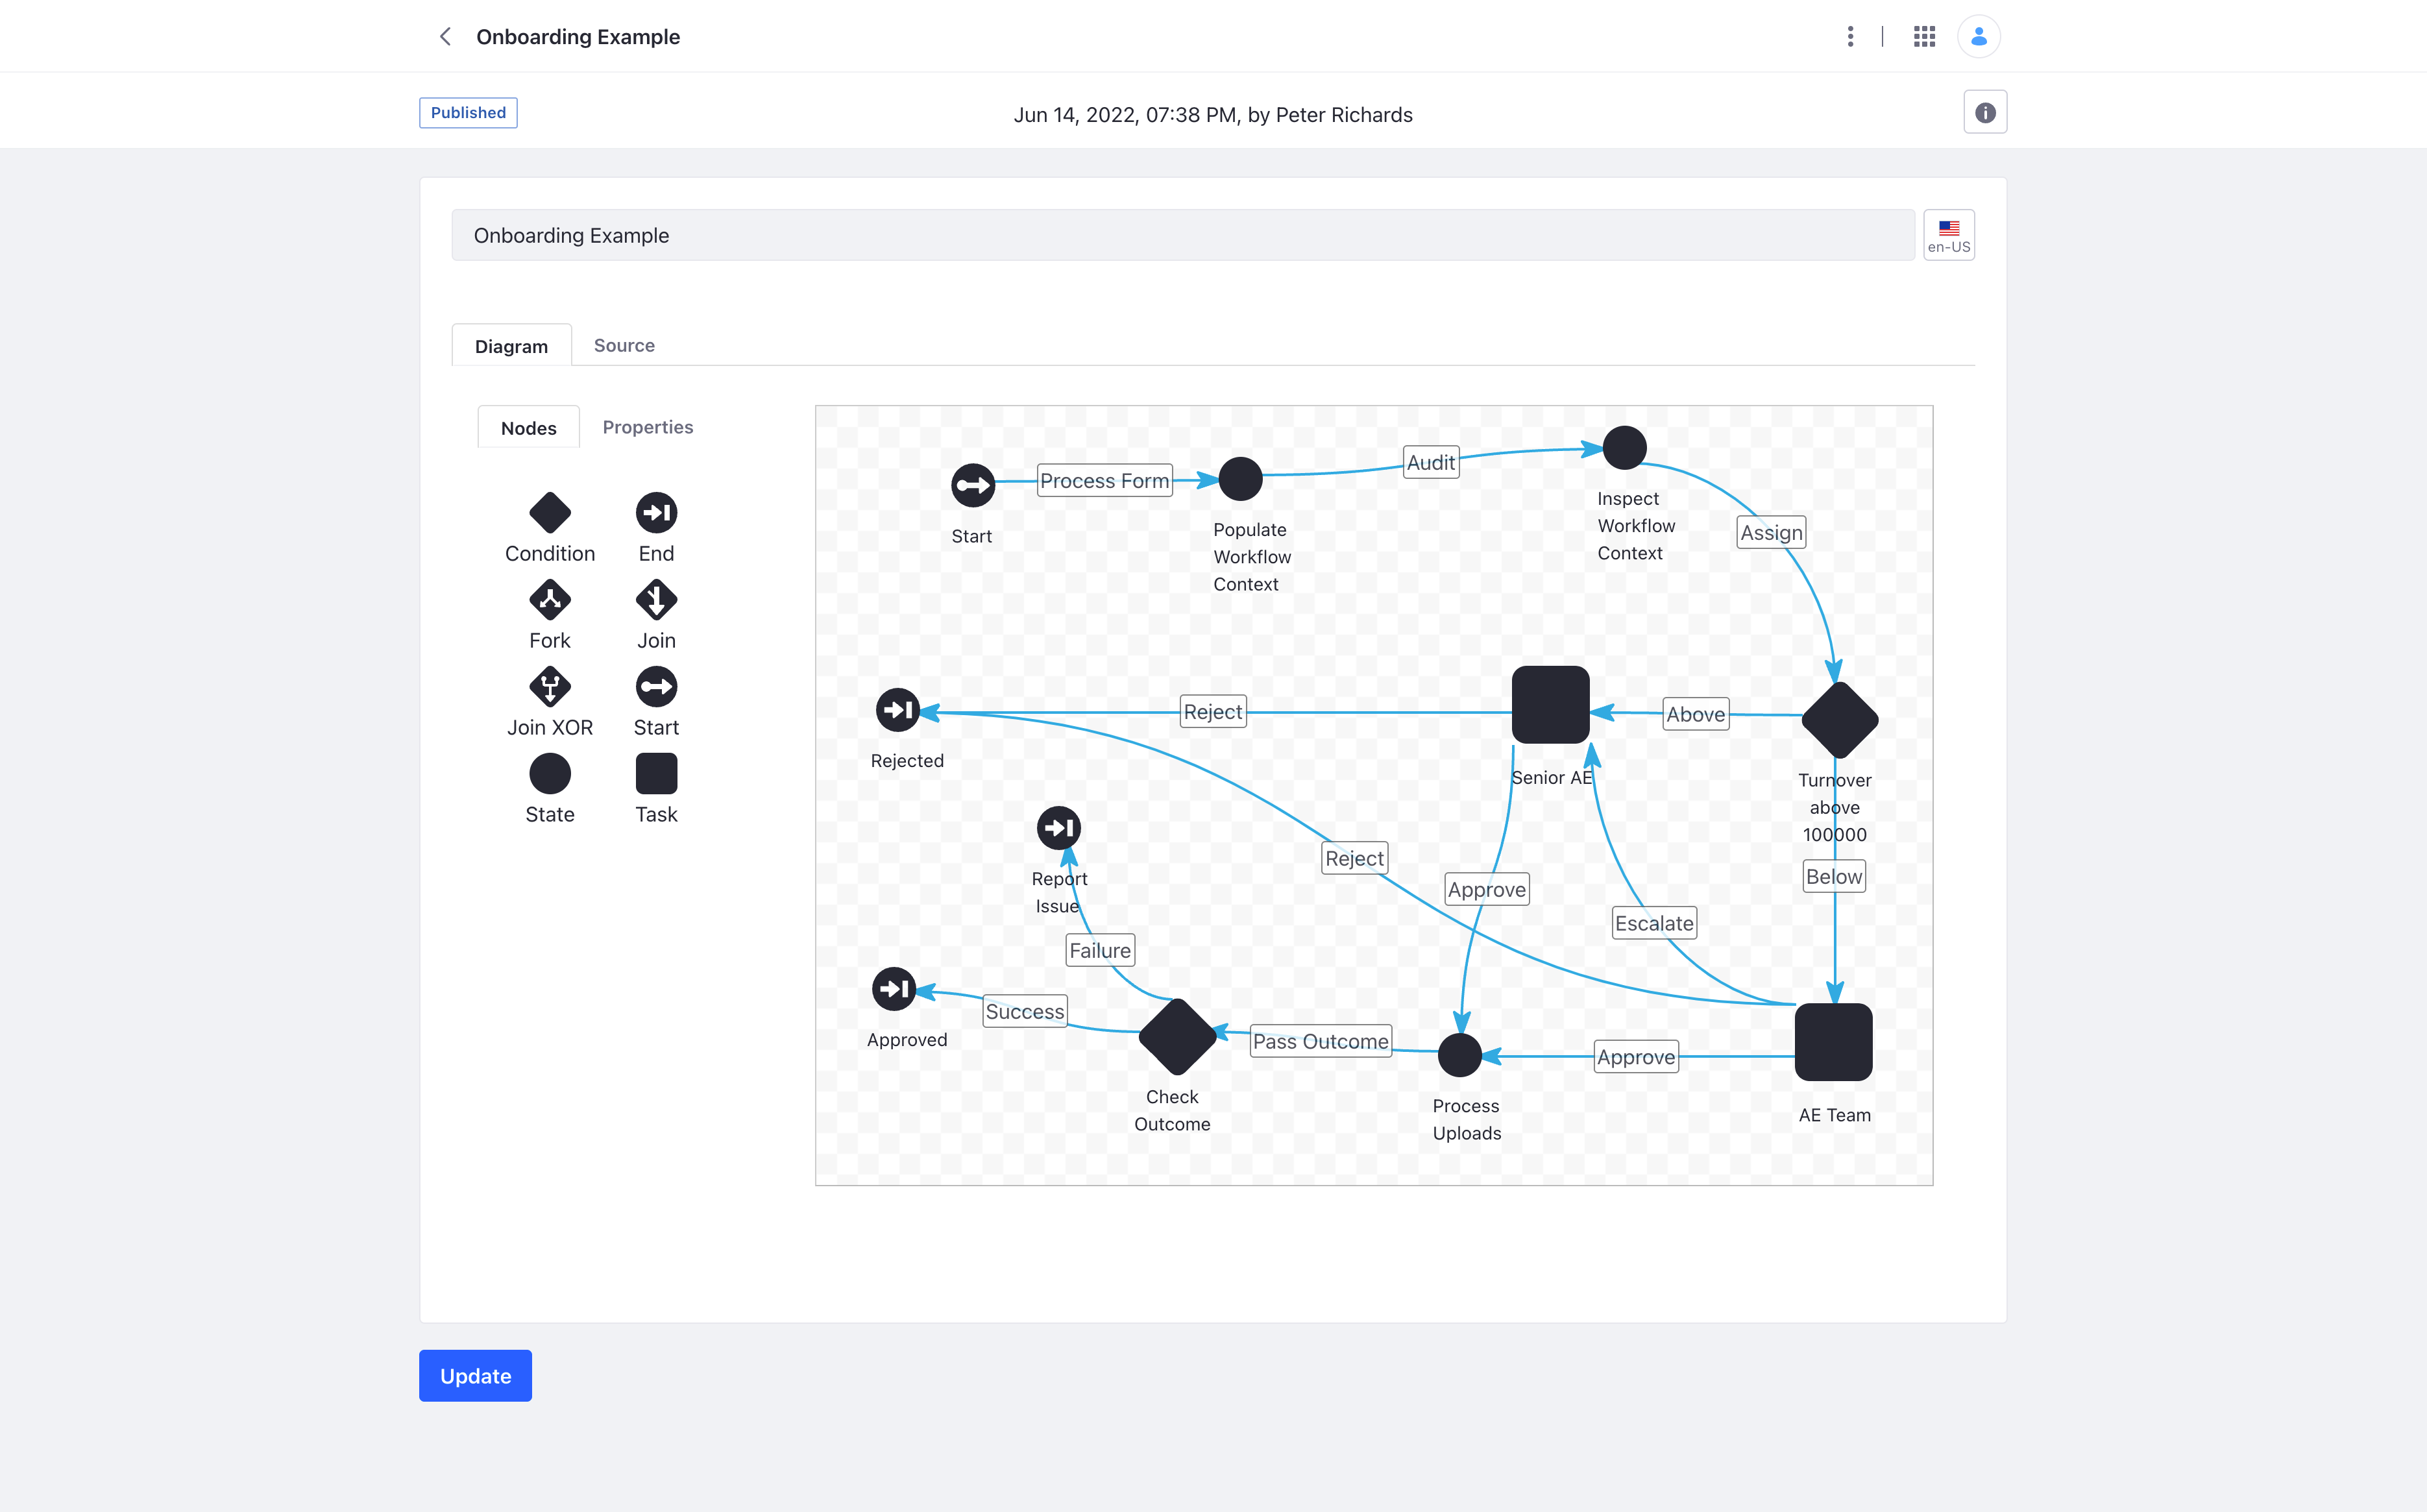 Onboarding Example
Published
Jun 14, 2022, 07:38 PM, by Peter Richards
Onboarding Example
en-US
Diagram
Source
Nodes
Properties
Condition
End
Fork
Join
Join XOR
Start
State
Task
Start
Process Form
Populate
Workflow
Context
Audit
Inspect
Workflow
Context
Assign
Rejected
Reject
Senior AE
Above
Turnover
above
100000
Report
Issue
Reject
Approve
Escalate
Below
Failure
Approved
Success
Check
Outcome
Pass Outcome
Process
Uploads
Approve
AE Team
Update